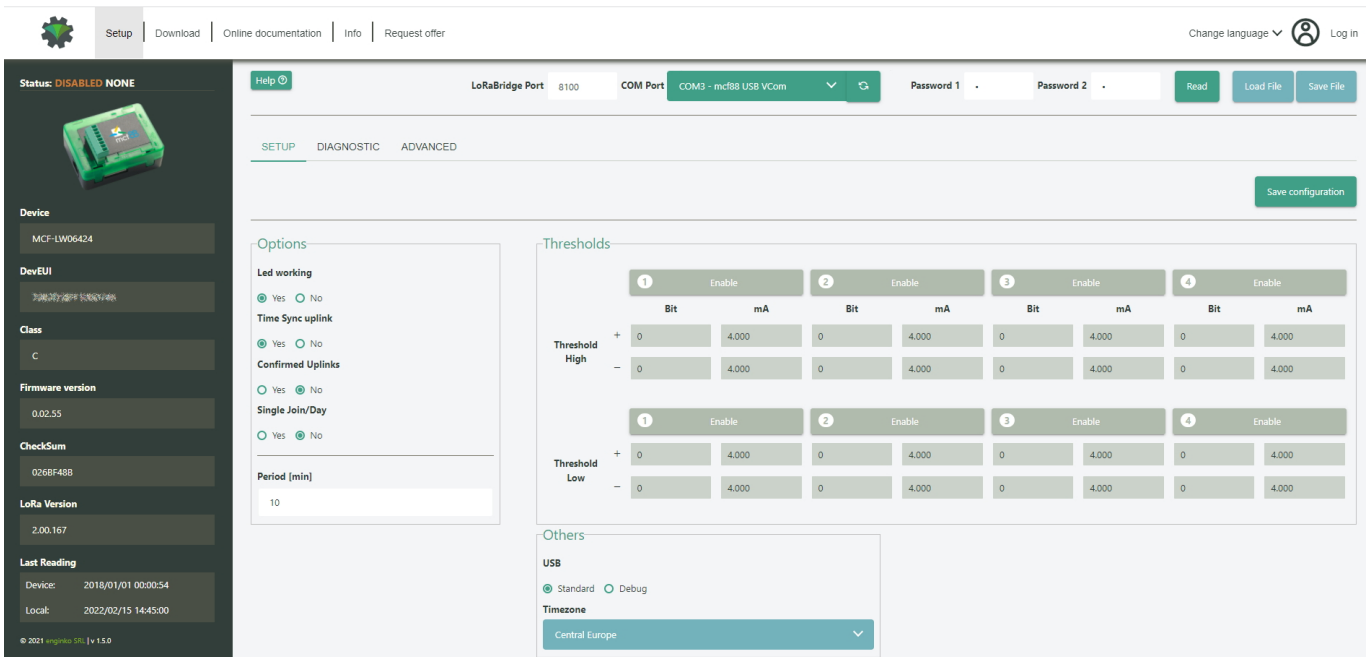 Setup Download Online documentation Info Request offer Change language Log in
Status: DISABLED NONE
Help LoRaBridge Port 8100 COM Port COM3 - mcf88 USB VCom Password 1 - Password 2 - Read Load File Save File
SETUP DIAGNOSTIC ADVANCED
Save configuration
Device
MCF-LW06424
DevEUI
Class
C
Firmware version
0.02.55
CheckSum
026BF48B
LoRa Version
2.00.167
Last Reading
Device: 2018/01/01 00:00:54
Local: 2022/02/15 14:45:00
© 2021 enginko SRL | v 1.5.0
Options
Led working
Yes No
Time Sync uplink
Yes No
Confirmed Uplinks
Yes No
Single Join/Day
Yes No
Period [min]
10
Thresholds
1 Enable 2 Enable 3 Enable 4 Enable
Bit mA Bit mA Bit mA Bit mA
Threshold High
+ 0 4.000 0 4.000 0 4.000 0 4.000
− 0 4.000 0 4.000 0 4.000 0 4.000
1 Enable 2 Enable 3 Enable 4 Enable
Threshold Low
+ 0 4.000 0 4.000 0 4.000 0 4.000
− 0 4.000 0 4.000 0 4.000 0 4.000
Others
USB
Standard Debug
Timezone
Central Europe